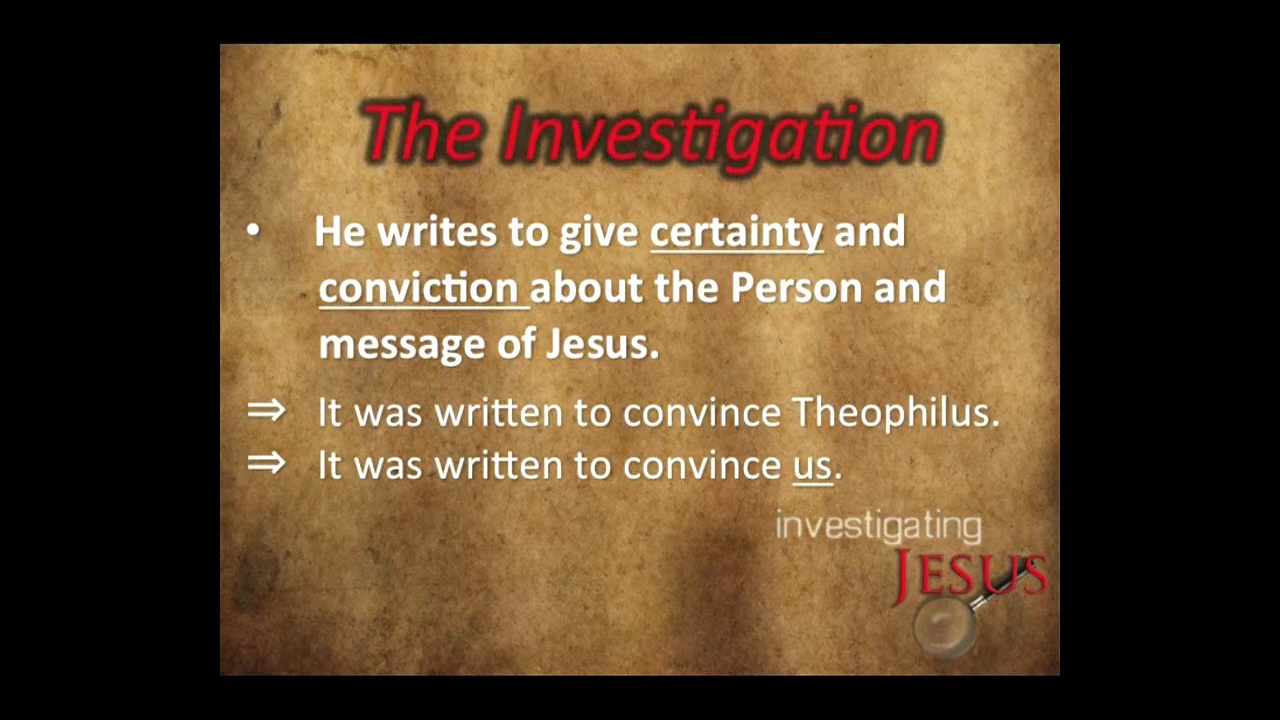 The Investigation
• He writes to give certainty and
conviction about the Person and
message of Jesus.
⇒ It was written to convince Theophilus.
⇒ It was written to convince us.
investigating
JESUS